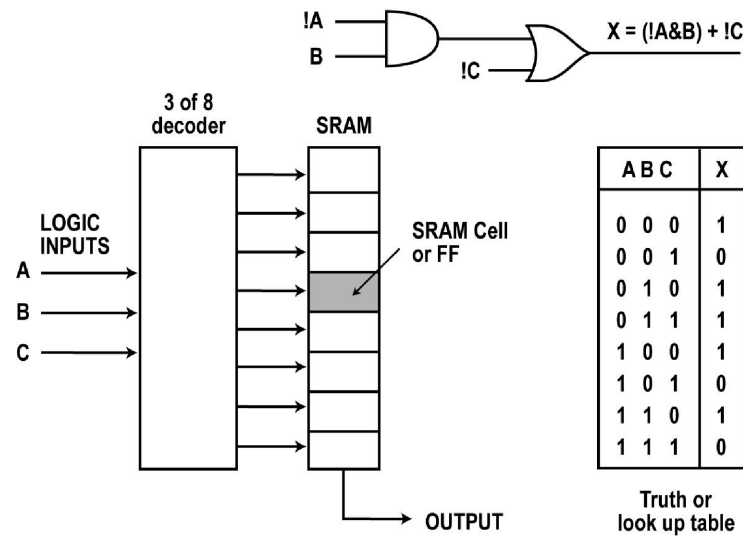 !A
B
!C
X = (!A&B) + !C
3 of 8
decoder
SRAM
LOGIC
INPUTS
A
B
C
SRAM Cell
or FF
OUTPUT
A B C X
0 0 0 1
0 0 1 0
0 1 0 1
0 1 1 1
1 0 0 1
1 0 1 0
1 1 0 1
1 1 1 0
Truth or
look up table